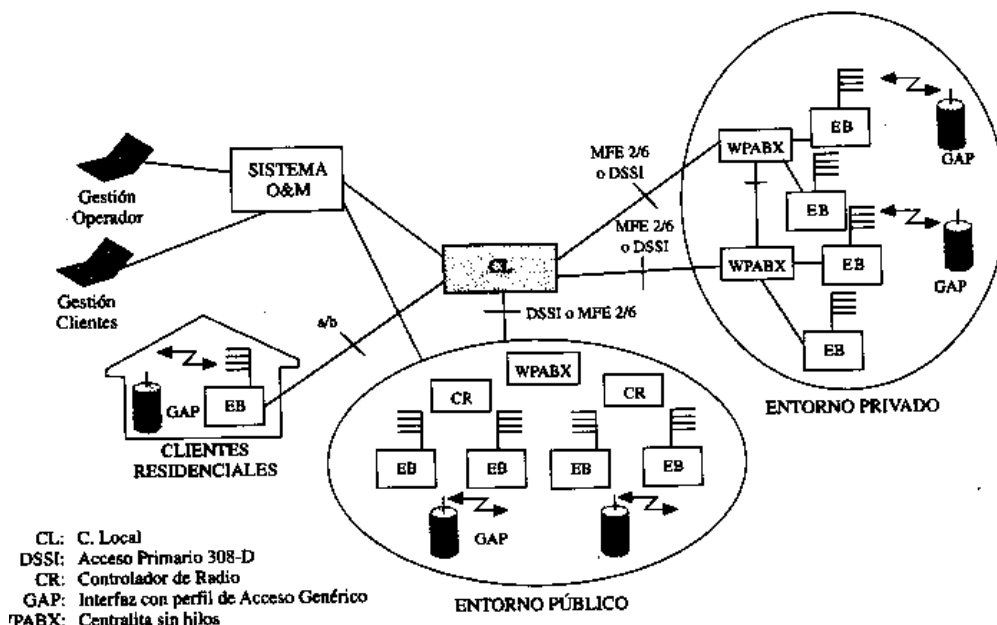 MFE 2/6
o DSSI
WPABX
EB
GAP
SISTEMA
O&M
Gestión
Operador
EB
MFE 2/6
o DSSI
EB
CL
WPABX
EB
GAP
Gestión
Clientes
a/b
DSSI o MFE 2/6
EB
WPABX
CR
CR
ENTORNO PRIVADO
GAP
EB
CLIENTES
RESIDENCIALES
EB
EB
EB
EB
GAP
ENTORNO PÚBLICO
CL: C. Local
DSSI: Acceso Primario 308-D
CR: Controlador de Radio
GAP: Interfaz con perfil de Acceso Genérico
WPABX: Centralita sin hilos